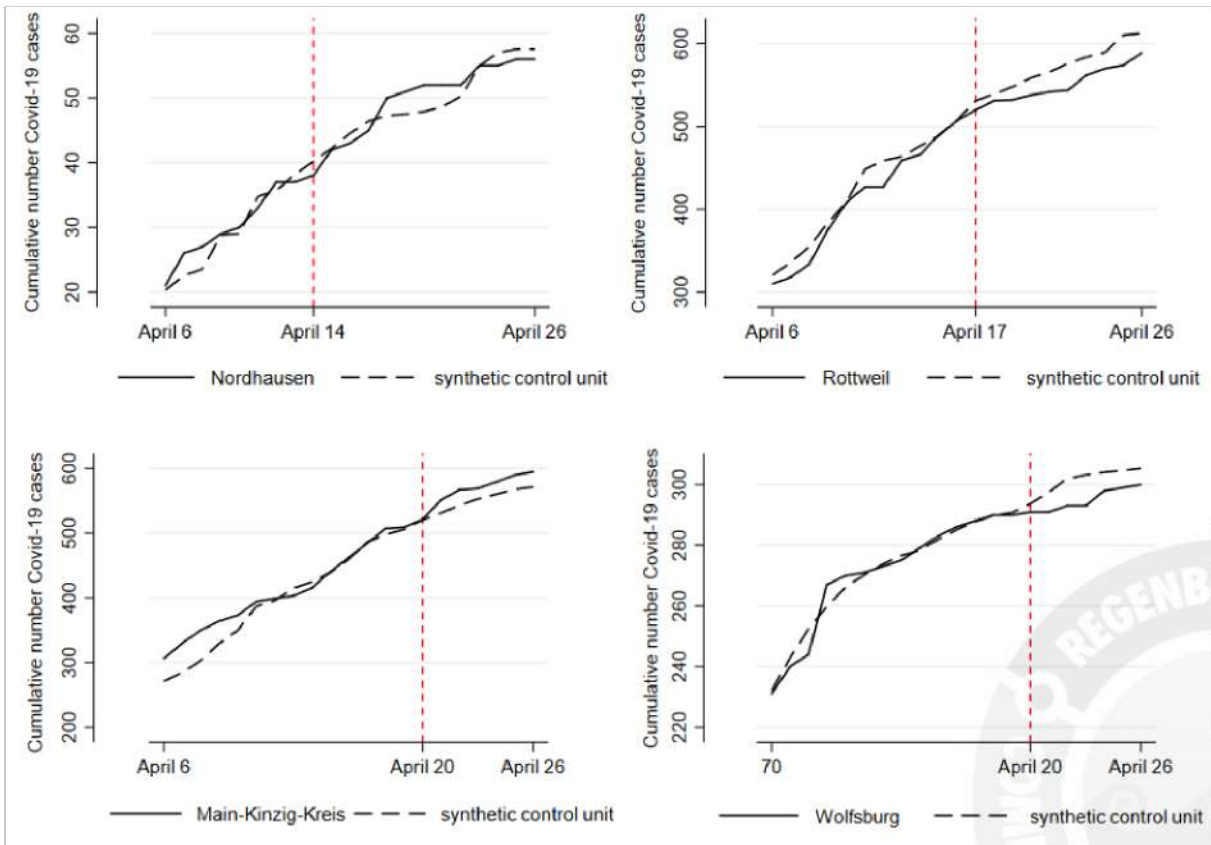 Cumulative number Covid-19 cases
60
50
40
30
20
April 6
April 14
April 26
Nordhausen
synthetic control unit
Cumulative number Covid-19 cases
600
500
400
300
April 6
April 17
April 26
Rottweil
synthetic control unit
Cumulative number Covid-19 cases
600
500
400
300
200
April 6
April 20
April 26
Main-Kinzig-Kreis
synthetic control unit
Cumulative number Covid-19 cases
300
280
260
240
220
70
April 20
April 26
Wolfsburg
synthetic control unit